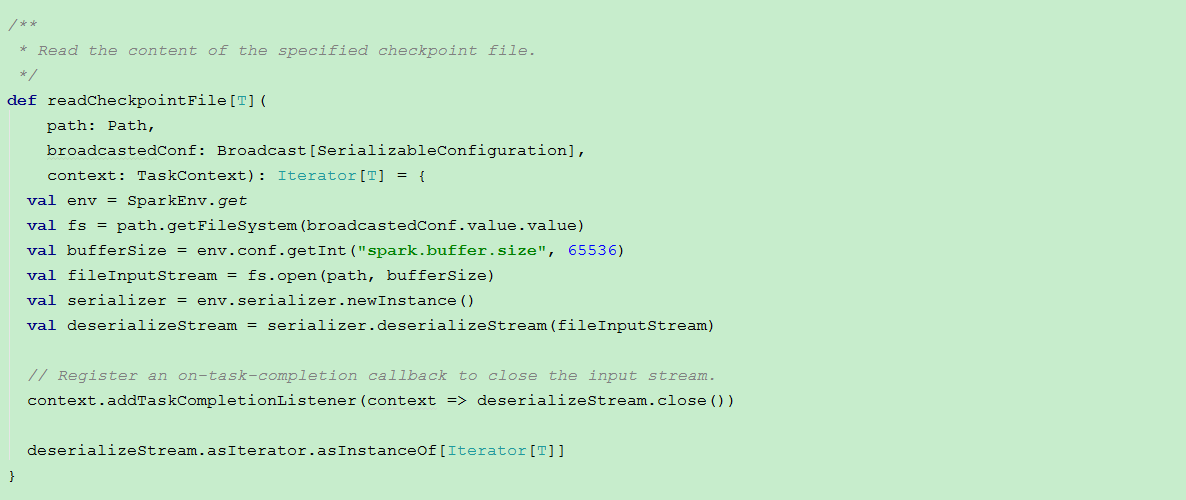 /**
 * Read the content of the specified checkpoint file.
 */
def readCheckpointFile[T](
    path: Path,
    broadcastedConf: Broadcast[SerializableConfiguration],
    context: TaskContext): Iterator[T] = {
  val env = SparkEnv.get
  val fs = path.getFileSystem(broadcastedConf.value.value)
  val bufferSize = env.conf.getInt("spark.buffer.size", 65536)
  val fileInputStream = fs.open(path, bufferSize)
  val serializer = env.serializer.newInstance()
  val deserializeStream = serializer.deserializeStream(fileInputStream)

  // Register an on-task-completion callback to close the input stream.
  context.addTaskCompletionListener(context => deserializeStream.close())

  deserializeStream.asIterator.asInstanceOf[Iterator[T]]
}